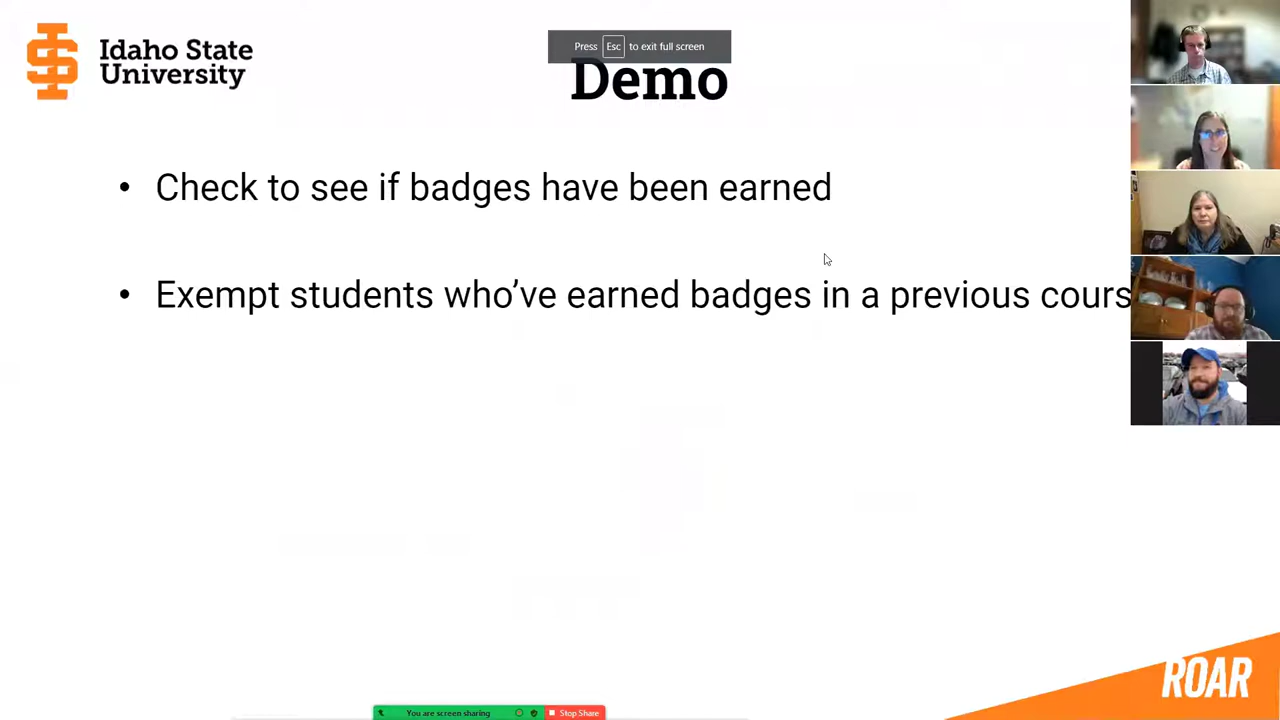 Idaho State
University
Press Esc to exit full screen
Demo
• Check to see if badges have been earned
• Exempt students who've earned badges in a previous cours
ROAR
You are screen sharing
Stop Share